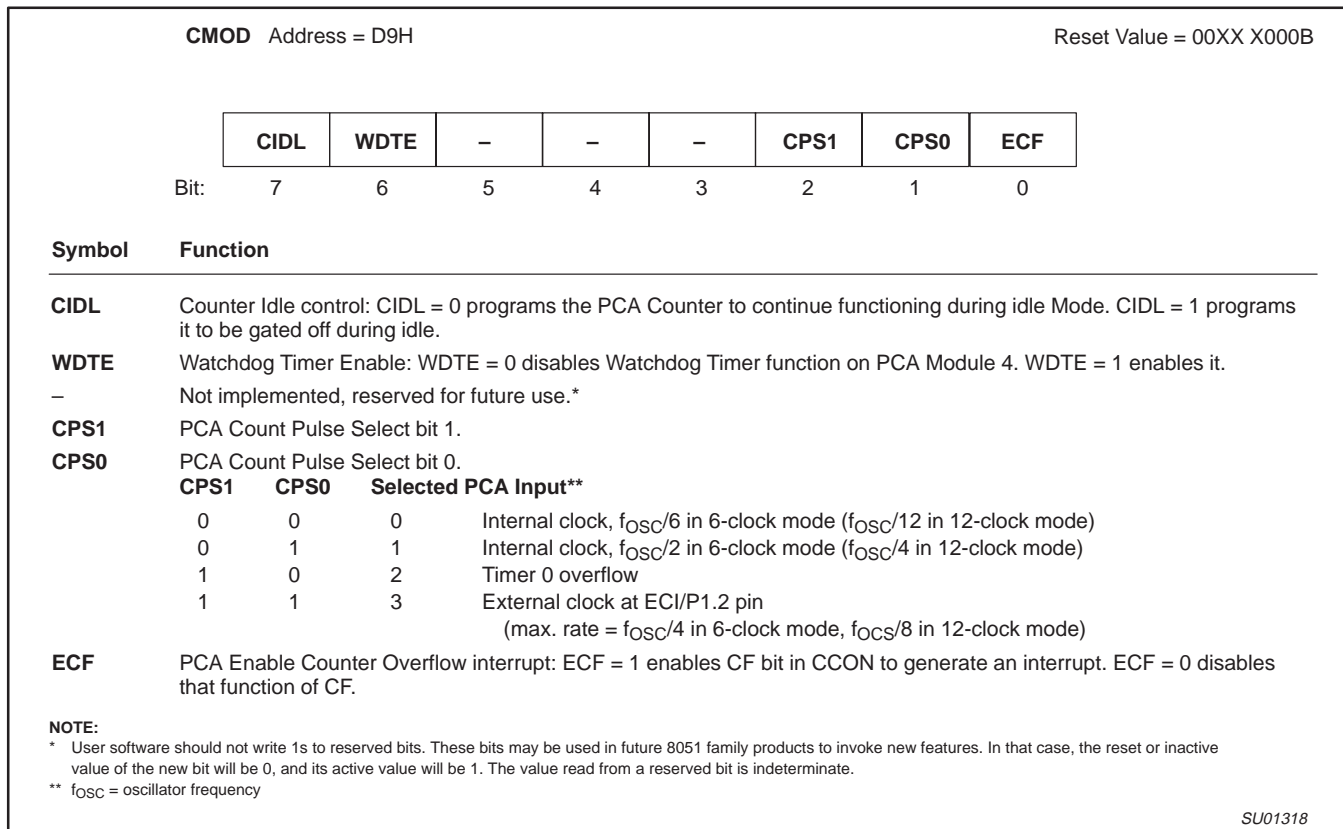 CMOD Address = D9H Reset Value = 00XX X000B
CIDL WDTE – – – CPS1 CPS0 ECF
Bit: 7 6 5 4 3 2 1 0
Symbol Function
CIDL Counter Idle control: CIDL = 0 programs the PCA Counter to continue functioning during idle Mode. CIDL = 1 programs
it to be gated off during idle.
WDTE Watchdog Timer Enable: WDTE = 0 disables Watchdog Timer function on PCA Module 4. WDTE = 1 enables it.
– Not implemented, reserved for future use.*
CPS1 PCA Count Pulse Select bit 1.
CPS0 PCA Count Pulse Select bit 0.
CPS1 CPS0 Selected PCA Input**
0 0 0 Internal clock, fOSC/6 in 6-clock mode (fOSC/12 in 12-clock mode)
0 1 1 Internal clock, fOSC/2 in 6-clock mode (fOSC/4 in 12-clock mode)
1 0 2 Timer 0 overflow
1 1 3 External clock at ECI/P1.2 pin
(max. rate = fOSC/4 in 6-clock mode, fOCS/8 in 12-clock mode)
ECF PCA Enable Counter Overflow interrupt: ECF = 1 enables CF bit in CCON to generate an interrupt. ECF = 0 disables
that function of CF.
NOTE:
* User software should not write 1s to reserved bits. These bits may be used in future 8051 family products to invoke new features. In that case, the reset or inactive
value of the new bit will be 0, and its active value will be 1. The value read from a reserved bit is indeterminate.
** fOSC = oscillator frequency
SU01318